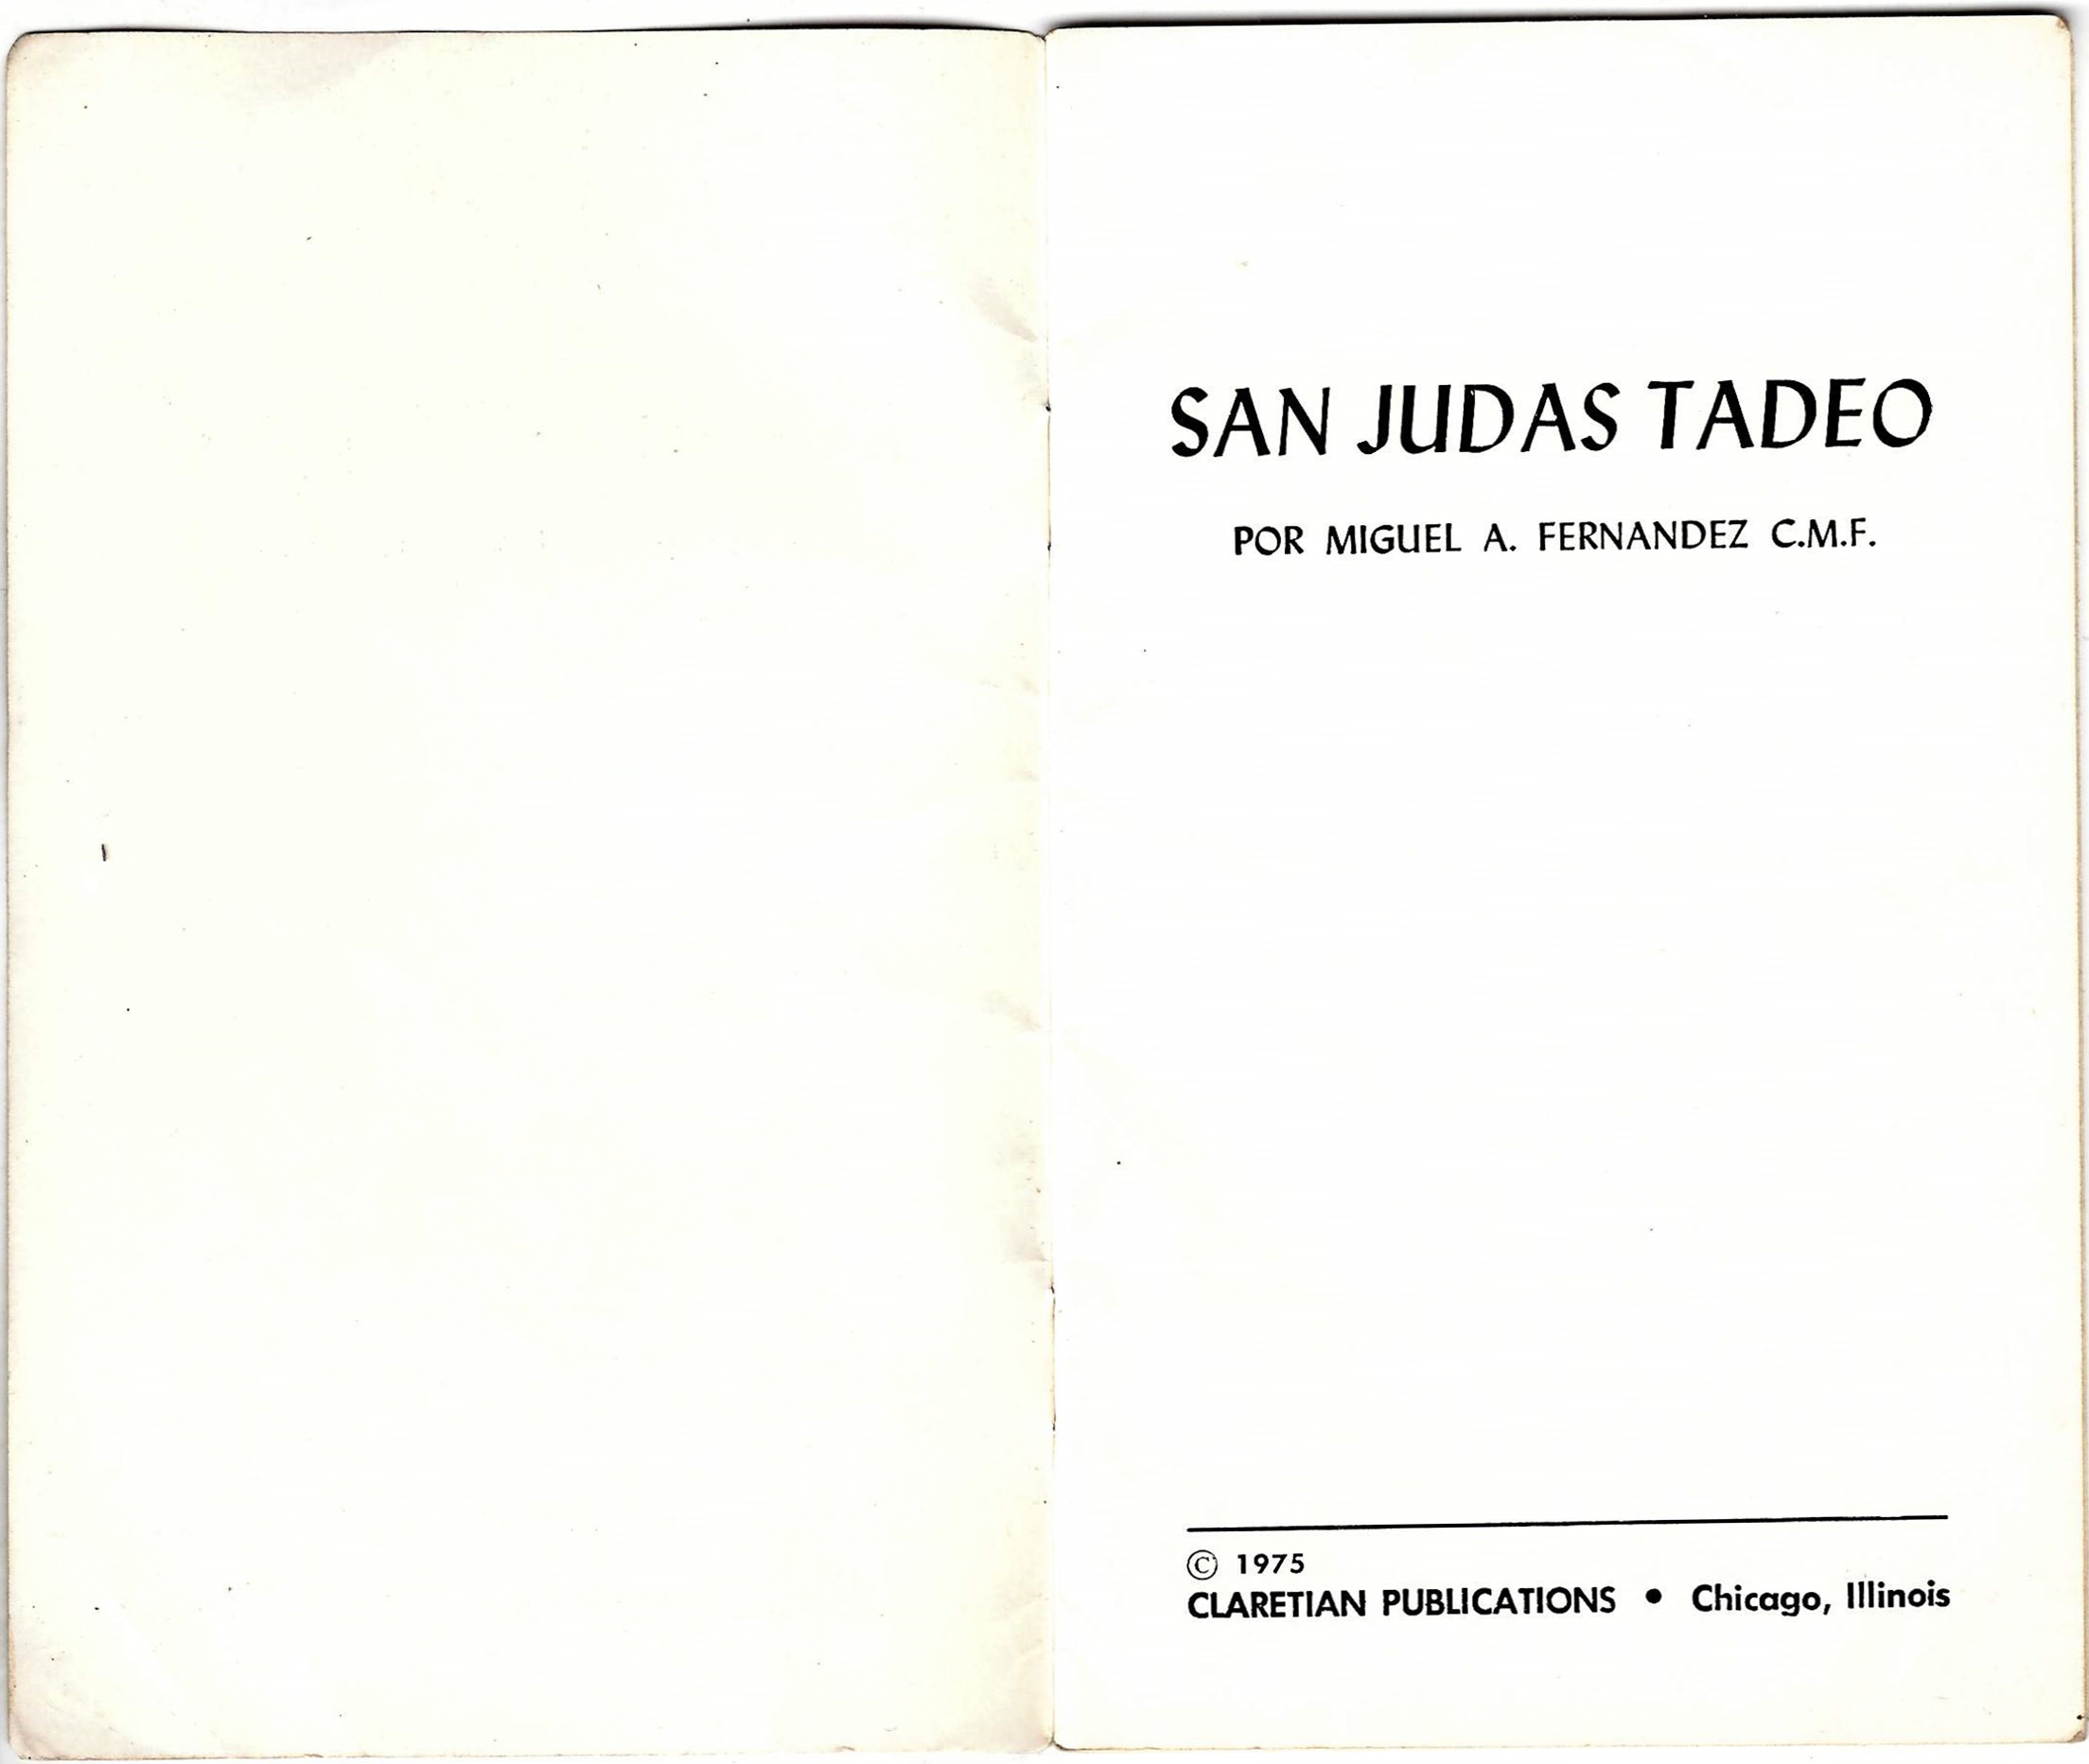 SAN JUDAS TADEO
POR MIGUEL A. FERNANDEZ C.M.F.
© 1975
CLARETIAN PUBLICATIONS • Chicago, Illinois